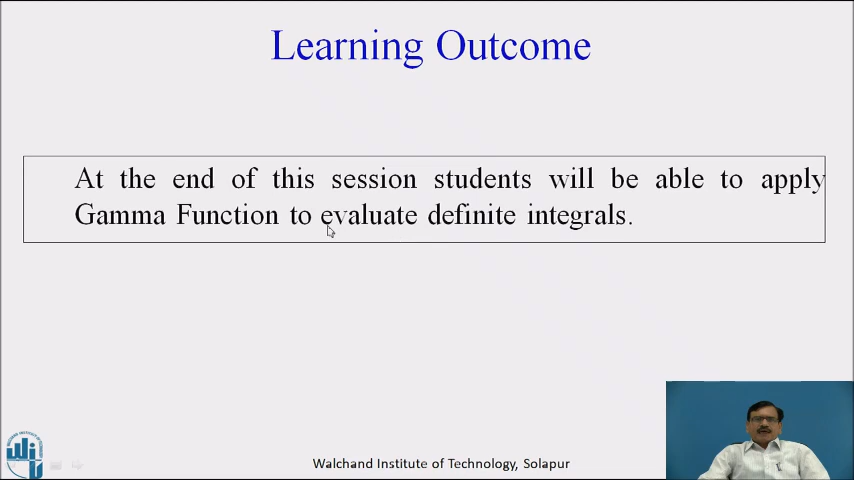 Learning Outcome
At the end of this session students will be able to apply
Gamma Function to evaluate definite integrals.
Walchand Institute of Technology, Solapur